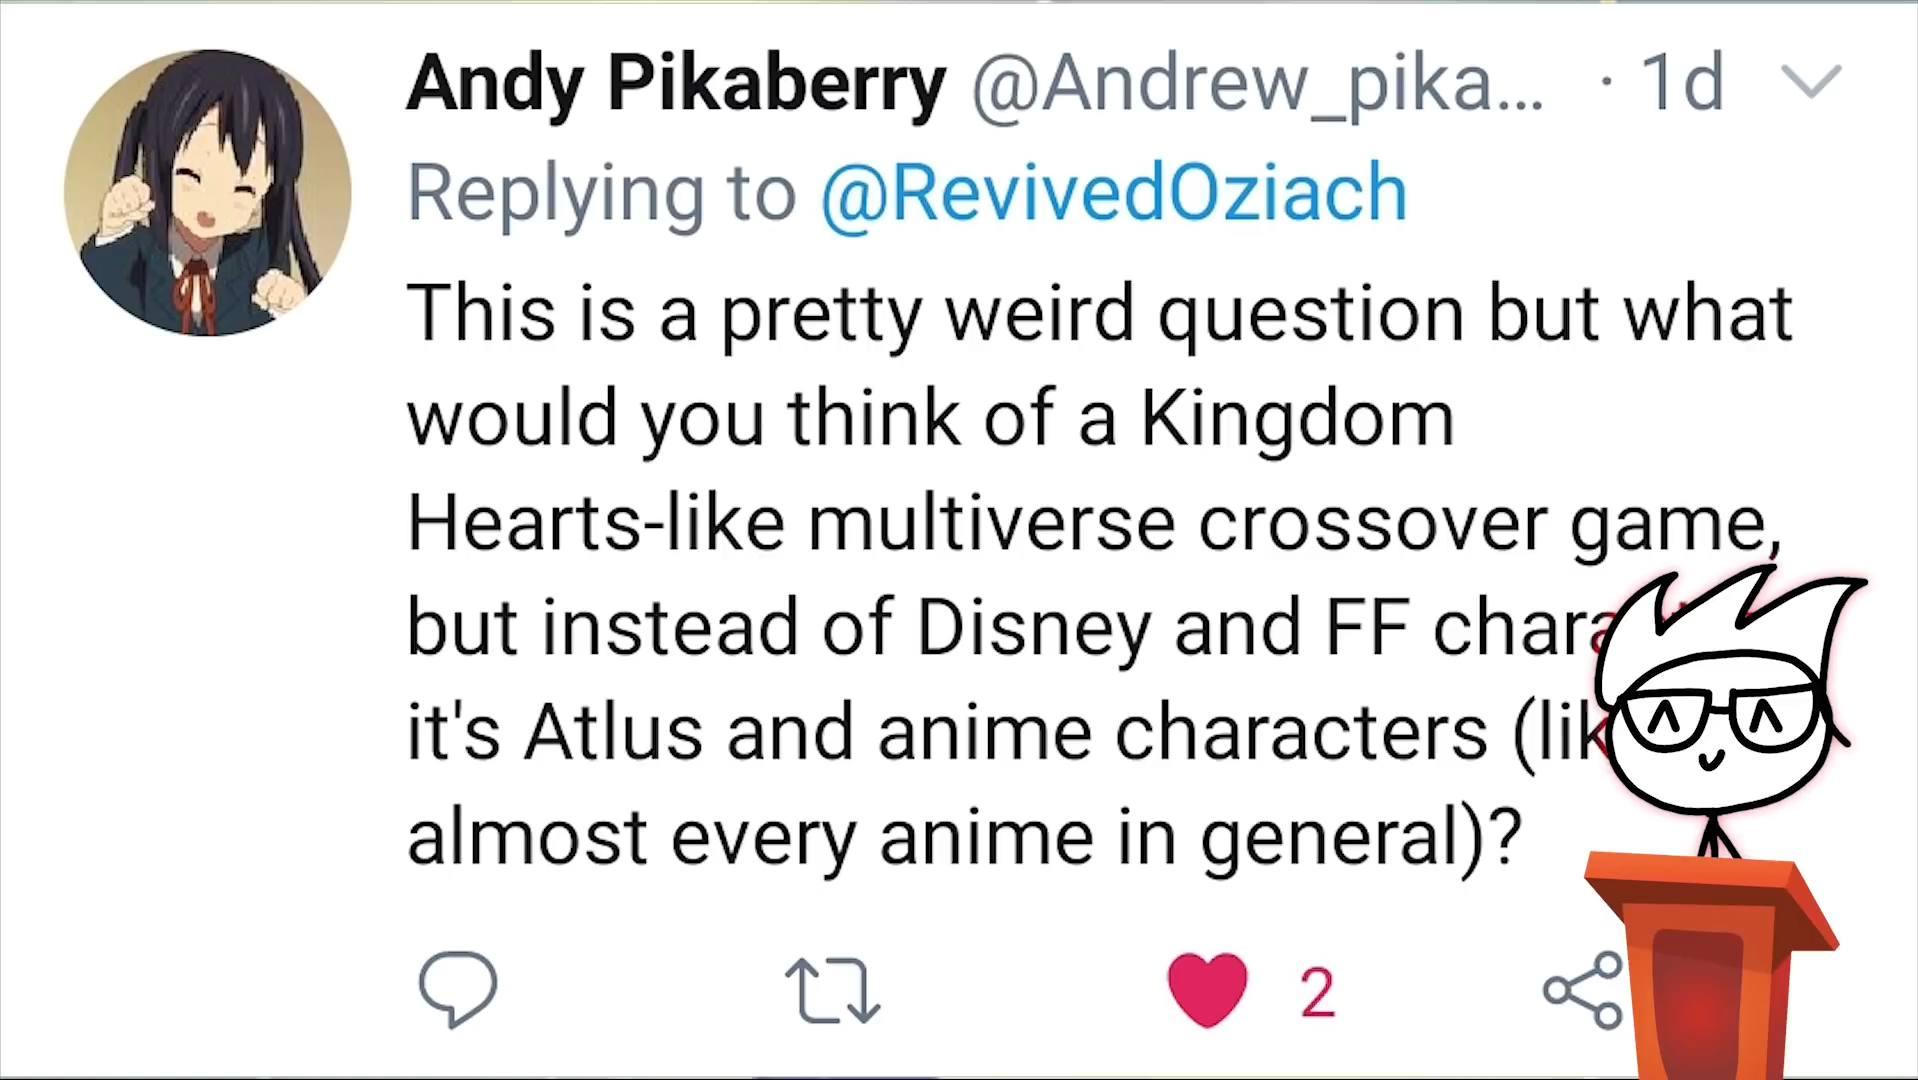 Andy Pikaberry @Andrew_pika... · 1d
Replying to @RevivedOziach
This is a pretty weird question but what
would you think of a Kingdom
Hearts-like multiverse crossover game,
but instead of Disney and FF
it's Atlus and anime characters
almost every anime in general)?
2